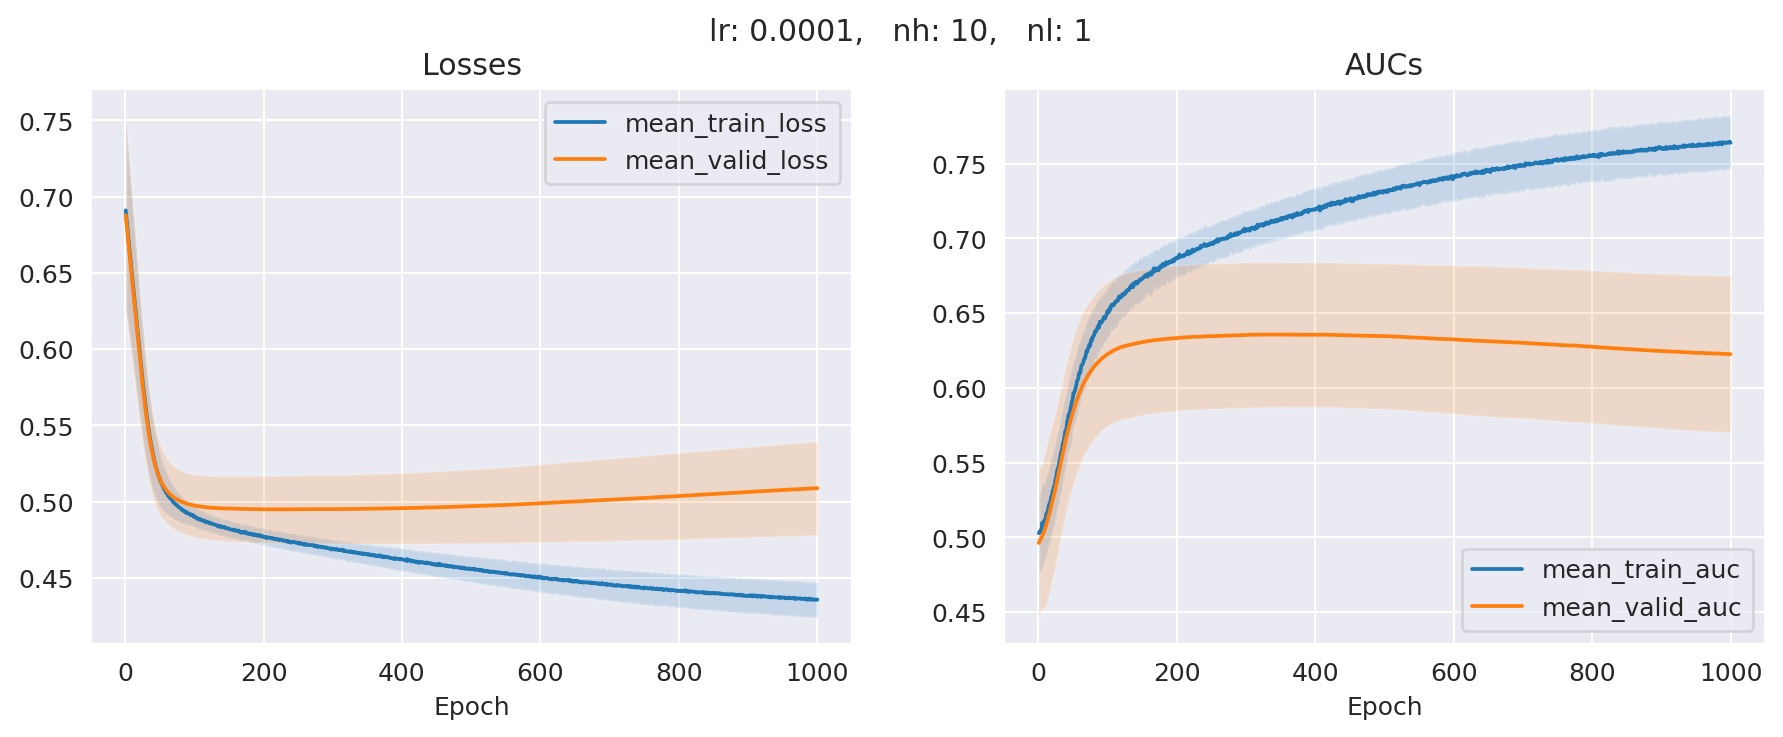 lr: 0.0001,   nh: 10,   nl: 1
Losses
0.75
0.70
0.65
0.60
0.55
0.50
0.45
mean_train_loss
mean_valid_loss
0 200 400 600 800 1000
Epoch
AUCs
0.75
0.70
0.65
0.60
0.55
0.50
0.45
mean_train_auc
mean_valid_auc
0 200 400 600 800 1000
Epoch